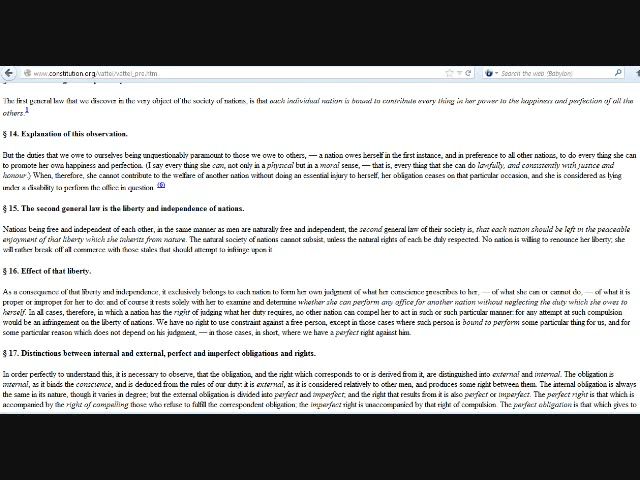 www.constitution.org/vattel/vattel_pre.htm
Search the web (Babylon)
The first general law that we discover in the very object of the society of nations, is that each individual nation is bound to contribute every thing in her power to the happiness and perfection of all the
others.1
§ 14. Explanation of this observation.
But the duties that we owe to ourselves being unquestionably paramount to those we owe to others, — a nation owes herself in the first instance, and in preference to all other nations, to do every thing she can
to promote her own happiness and perfection. (I say every thing she can, not only in a physical but in a moral sense, — that is, every thing that she can do lawfully, and consistently with justice and
honour.) When, therefore, she cannot contribute to the welfare of another nation without doing an essential injury to herself, her obligation ceases on that particular occasion, and she is considered as lying
under a disability to perform the office in question. (6)
§ 15. The second general law is the liberty and independence of nations.
Nations being free and independent of each other, in the same manner as men are naturally free and independent, the second general law of their society is, that each nation should be left in the peaceable
enjoyment of that liberty which she inherits from nature. The natural society of nations cannot subsist, unless the natural rights of each be duly respected. No nation is willing to renounce her liberty; she
will rather break off all commerce with those states that should attempt to infringe upon it
§ 16. Effect of that liberty.
As a consequence of that liberty and independence, it exclusively belongs to each nation to form her own judgment of what her conscience prescribes to her, — of what she can or cannot do, — of what it is
proper or improper for her to do: and of course it rests solely with her to examine and determine whether she can perform any office for another nation without neglecting the duty which she owes to
herself. In all cases, therefore, in which a nation has the right of judging what her duty requires, no other nation can compel her to act in such or such particular manner: for any attempt at such compulsion
would be an infringement on the liberty of nations. We have no right to use constraint against a free person, except in those cases where such person is bound to perform some particular thing for us, and for
some particular reason which does not depend on his judgment, — in those cases, in short, where we have a perfect right against him.
§ 17. Distinctions between internal and external, perfect and imperfect obligations and rights.
In order perfectly to understand this, it is necessary to observe, that the obligation, and the right which corresponds to or is derived from it, are distinguished into external and internal. The obligation is
internal, as it binds the conscience, and is deduced from the rules of our duty: it is external, as it is considered relatively to other men, and produces some right between them. The internal obligation is always
the same in its nature, though it varies in degree; but the external obligation is divided into perfect and imperfect; and the right that results from it is also perfect or imperfect. The perfect right is that which is
accompanied by the right of compelling those who refuse to fulfill the correspondent obligation; the imperfect right is unaccompanied by that right of compulsion. The perfect obligation is that which gives to